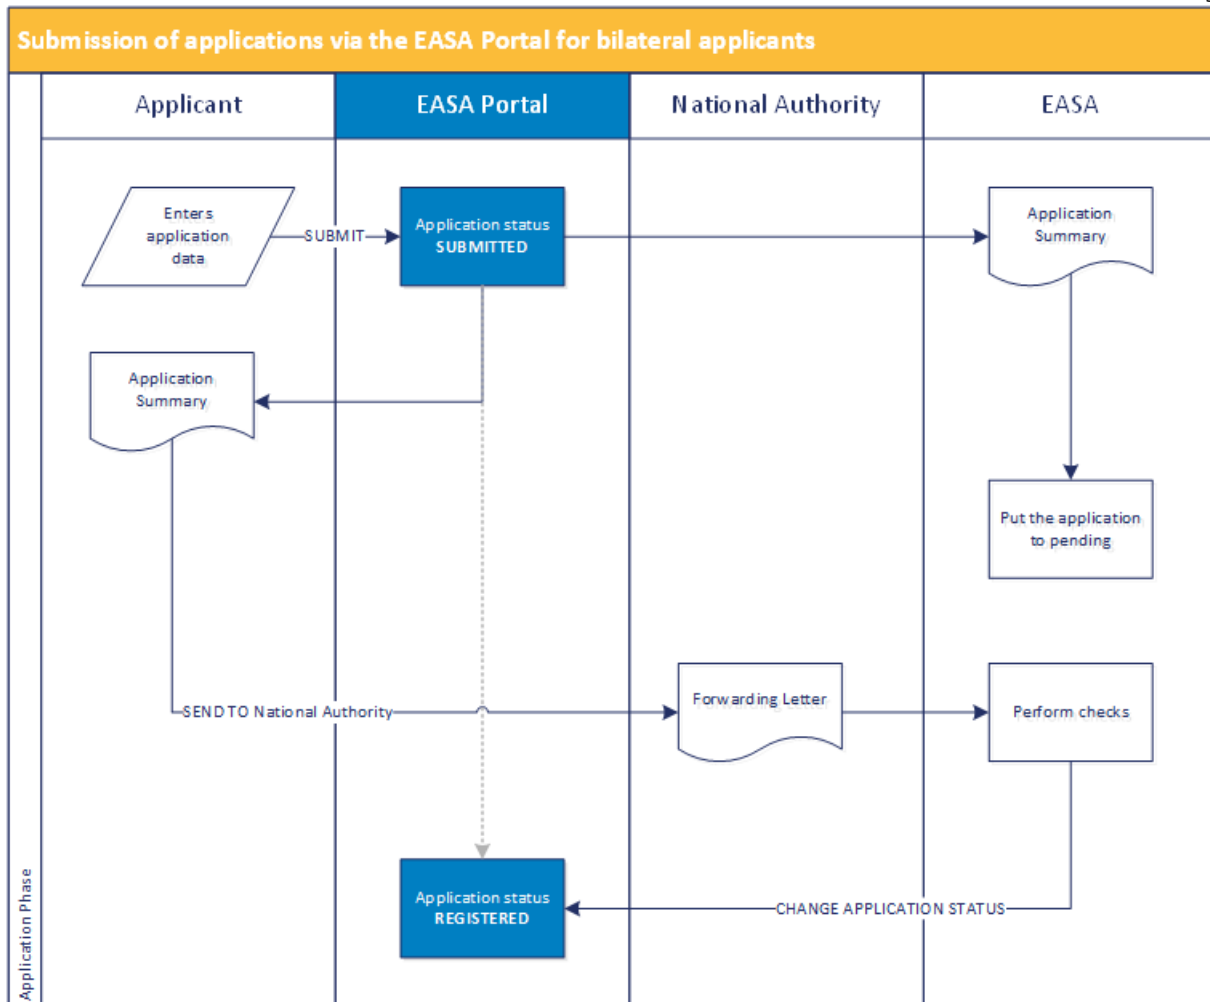 Submission of applications via the EASA Portal for bilateral applicants
Applicant
EASA Portal
National Authority
EASA
Enters
application
data
SUBMIT
Application status
SUBMITTED
Application
Summary
Application
Summary
Put the application
to pending
SEND TO National Authority
Forwarding Letter
Perform checks
Application status
REGISTERED
CHANGE APPLICATION STATUS
Application Phase